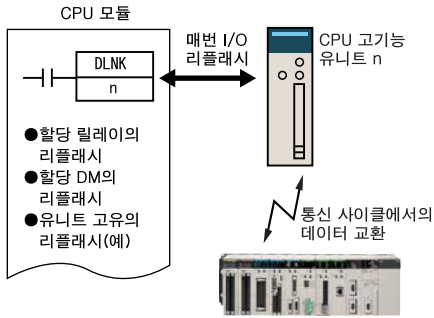 CPU 모듈
DLNK
n
●할당 릴레이의
리플래시
●할당 DM의
리플래시
●유니트 고유의
리플래시(예)
매번 I/O
리플래시
CPU 고기능
유니트 n
통신 사이클에서의
데이터 교환